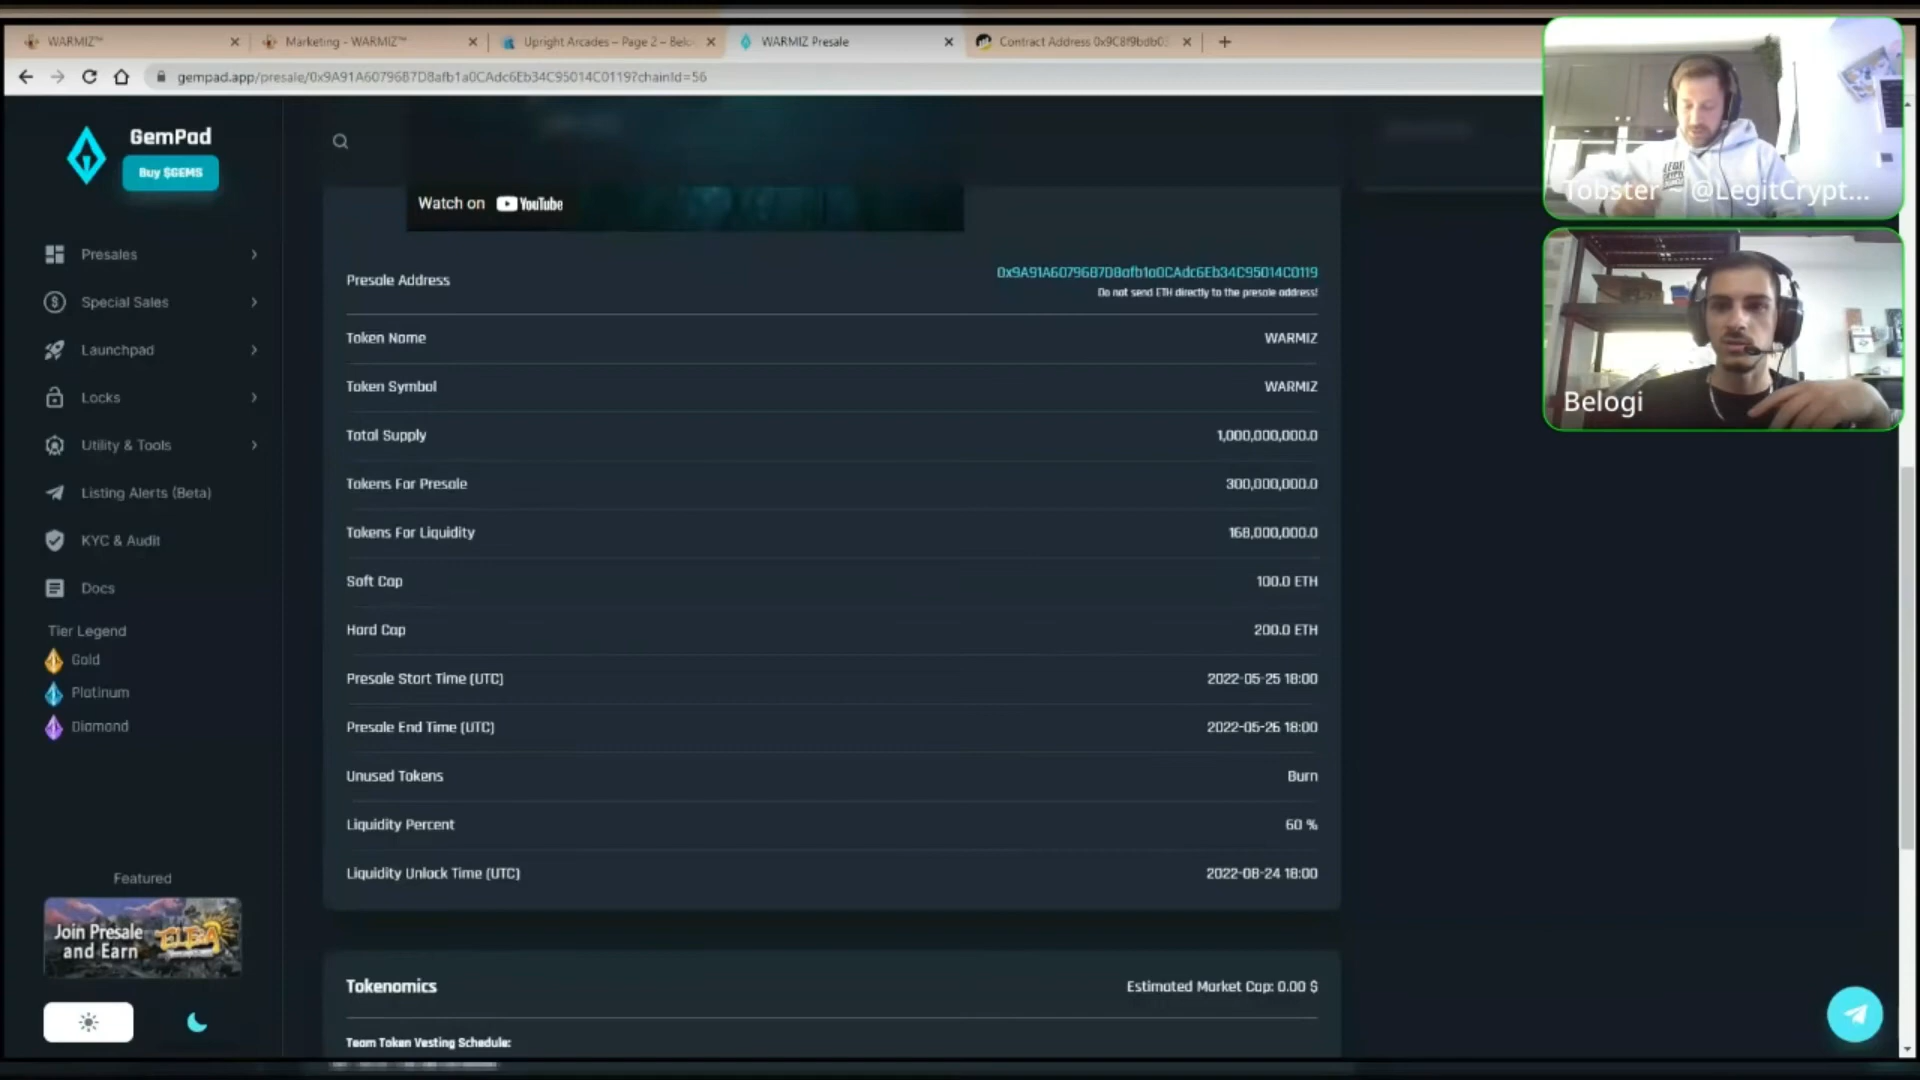 WARMIZ™
Marketing - WARMIZ™
Upright Arcades – Page 2 – Belo
WARMIZ Presale
Contract Address 0x9C8f9bdb0
gempad.app/presale/0x9A91A6079687D8afb1a0CAdc6Eb34C95014C0119?chainId=56
GemPad
Buy $GEMS
Presales
Special Sales
Launchpad
Locks
Utility & Tools
Listing Alerts (Beta)
KYC & Audit
Docs
Tier Legend
Gold
Platinum
Diamond
Featured
Join Presale
and Earn
Watch on YouTube
Presale Address
0x9A91A6079687D8afb1a0CAdc6Eb34C95014C0119
Do not send ETH directly to the presale address!
Token Name WARMIZ
Token Symbol WARMIZ
Total Supply 1,000,000,000.0
Tokens For Presale 300,000,000.0
Tokens For Liquidity 168,000,000.0
Soft Cap 100.0 ETH
Hard Cap 200.0 ETH
Presale Start Time (UTC) 2022-05-25 18:00
Presale End Time (UTC) 2022-05-26 18:00
Unused Tokens Burn
Liquidity Percent 60 %
Liquidity Unlock Time (UTC) 2022-08-24 18:00
Tokenomics Estimated Market Cap: 0.00 $
Team Token Vesting Schedule:
Tobster - @LegitCrypt...
Belogi